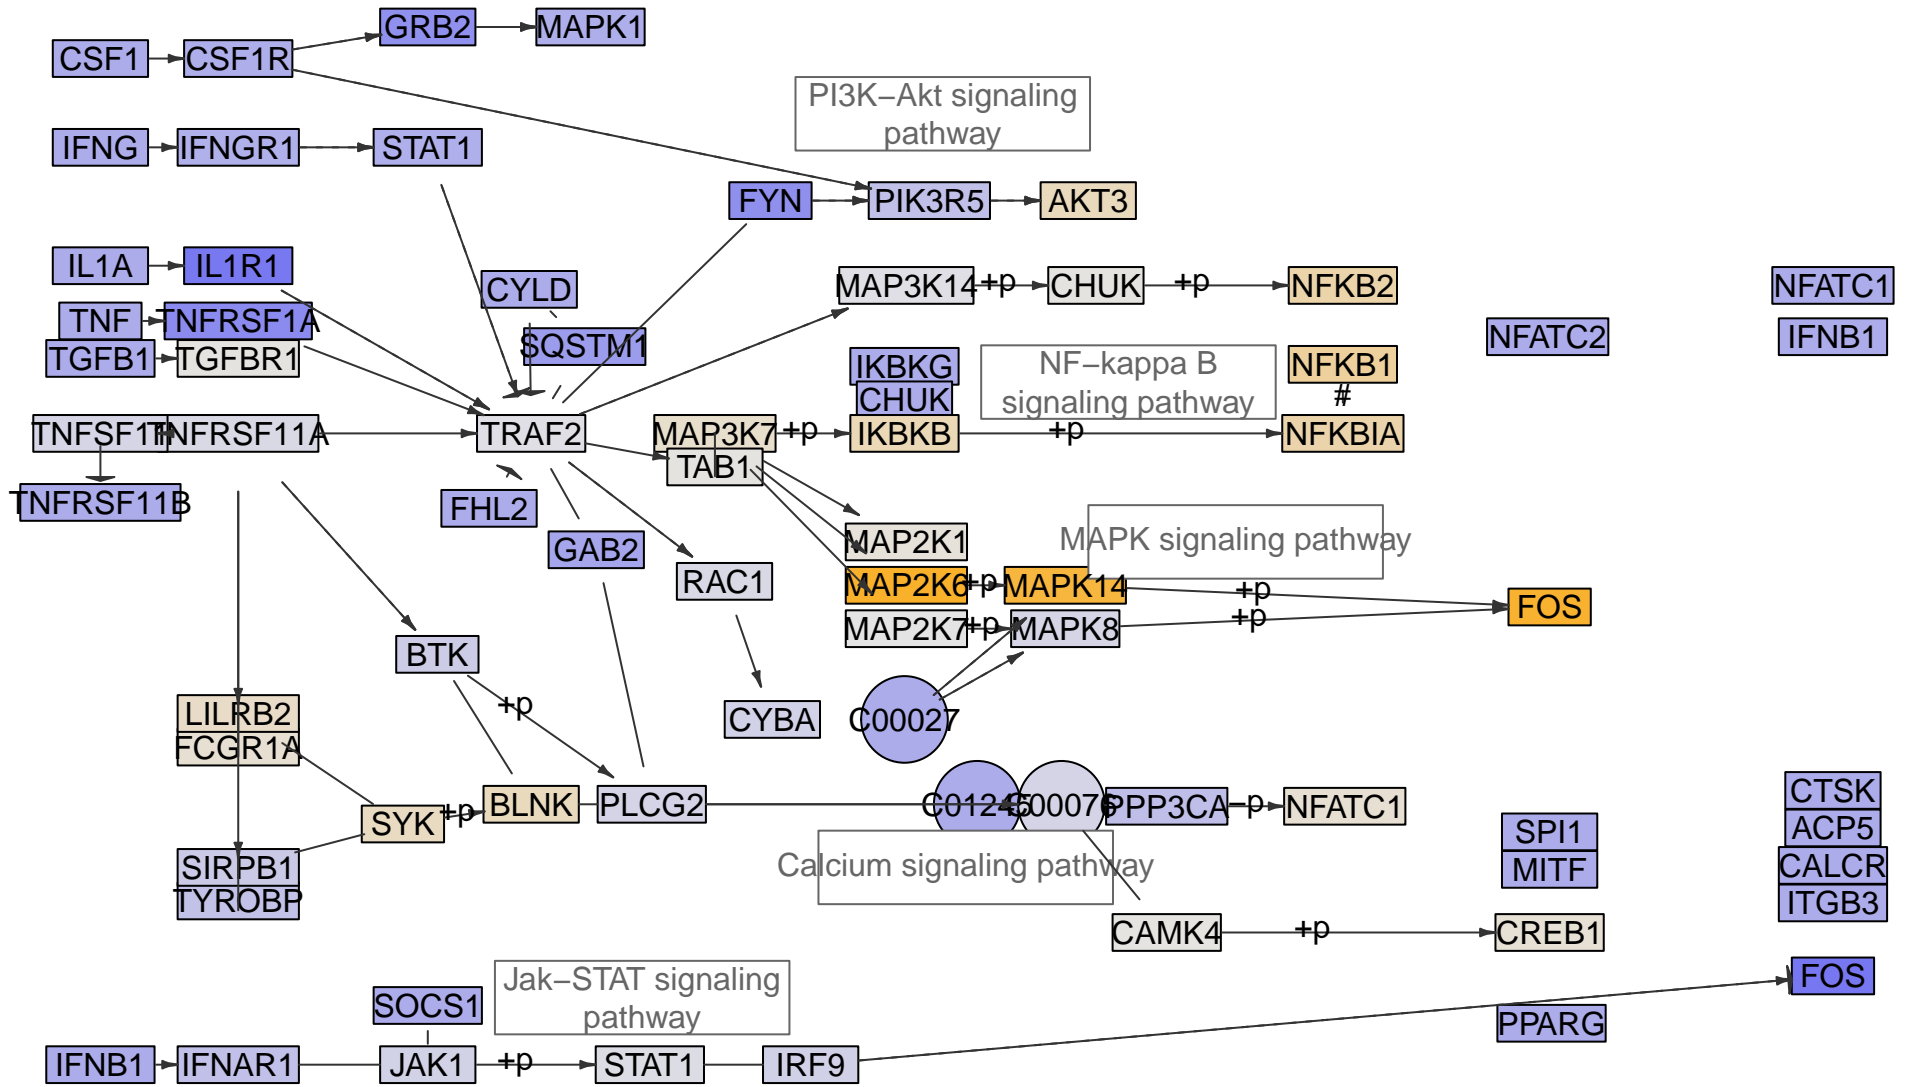 GRB2
MAPK1
CSF1
CSF1R
PI3K−Akt signaling
pathway
IFNG
IFNGR1
STAT1
FYN
PIK3R5
AKT3
IL1A
IL1R1
CYLD
MAP3K14
+p
CHUK
+p
NFKB2
NFATC1
TNF
TNFRSF1A
SQSTM1
NFATC2
IFNB1
TGFB1
TGFBR1
IKBKG
NF−kappa B
signaling pathway
NFKB1
CHUK
#
TNFRSF11A
TRAF2
MAP3K7
+p
IKBKB
+p
NFKBIA
TAB1
TNFRSF11B
FHL2
GAB2
MAP2K1
MAPK signaling pathway
RAC1
MAP2K6
+p
MAPK14
+p
FOS
MAP2K7
+p
MAPK8
+p
BTK
+p
LILRB2
CYBA
C00027
FCGR1A
SYK
+p
BLNK
PLCG2
C00076
PPP3CA
−p
NFATC1
CTSK
SPI1
ACP5
Calcium signaling pathway
SIRPB1
MITF
CALCR
TYROBP
ITGB3
CAMK4
+p
CREB1
Jak−STAT signaling
pathway
FOS
SOCS1
PPARG
IFNB1
IFNAR1
JAK1
+p
STAT1
IRF9